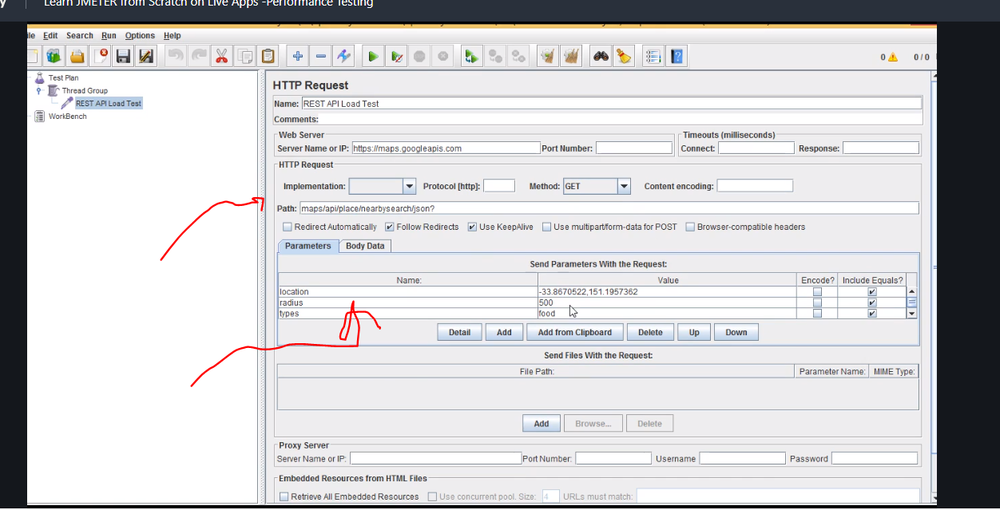 y Learn JMETER from Scratch on Live Apps -Performance Testing
ile Edit Search Run Options Help
0 0 / 0
Test Plan
Thread Group
REST API Load Test
WorkBench
HTTP Request
Name: REST API Load Test
Comments:
Web Server Timeouts (milliseconds)
Server Name or IP: https://maps.googleapis.com Port Number: Connect: Response:
HTTP Request
Implementation: Protocol [http]: Method: GET Content encoding:
Path: maps/api/place/nearbysearch/json?
Redirect Automatically Follow Redirects Use KeepAlive Use multipart/form-data for POST Browser-compatible headers
Parameters Body Data
Send Parameters With the Request:
Name: Value Encode? Include Equals?
location -33.8670522,151.1957362
radius 500
types food
Detail Add Add from Clipboard Delete Up Down
Send Files With the Request:
File Path: Parameter Name: MIME Type:
Add Browse... Delete
Proxy Server
Server Name or IP: Port Number: Username Password
Embedded Resources from HTML Files
Retrieve All Embedded Resources Use concurrent pool. Size: 4 URLs must match: